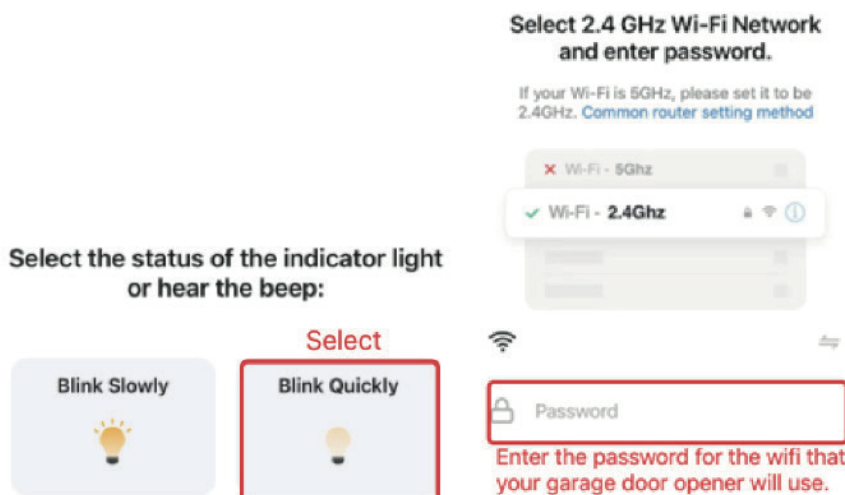 Select the status of the indicator light
or hear the beep:
Select
Blink Slowly
Blink Quickly
Select 2.4 GHz Wi-Fi Network
and enter password.
If your Wi-Fi is 5GHz, please set it to be
2.4GHz. Common router setting method
Wi-Fi - 5Ghz
Wi-Fi - 2.4Ghz
Password
Enter the password for the wifi that
your garage door opener will use.